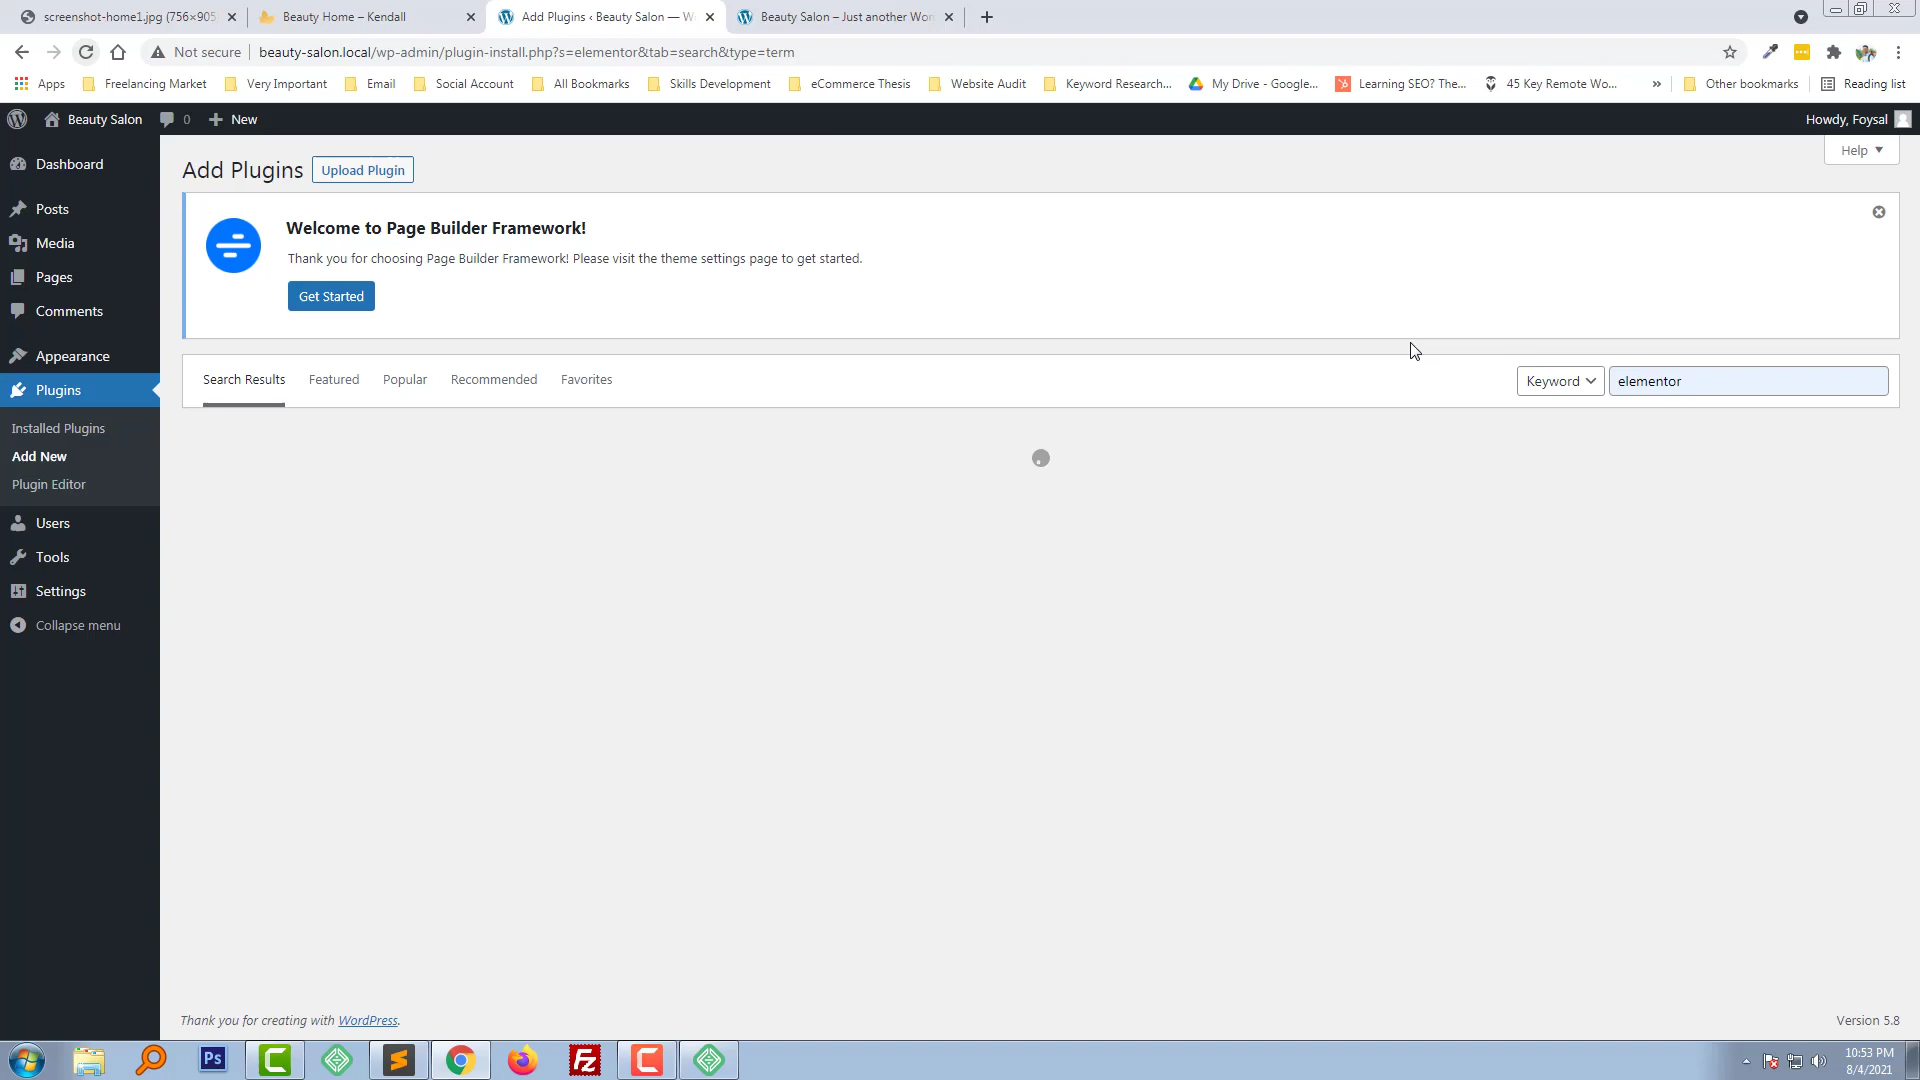 screenshot-home1.jpg (756×905
Beauty Home – Kendall
Add Plugins ‹ Beauty Salon — W
Beauty Salon – Just another Wor
Not secure
beauty-salon.local/wp-admin/plugin-install.php?s=elementor&tab=search&type=term
Apps
Freelancing Market
Very Important
Email
Social Account
All Bookmarks
Skills Development
eCommerce Thesis
Website Audit
Keyword Research...
My Drive - Google...
Learning SEO? The...
45 Key Remote Wo...
»
Other bookmarks
Reading list
Beauty Salon
0
New
Howdy, Foysal
Dashboard
Posts
Media
Pages
Comments
Appearance
Plugins
Installed Plugins
Add New
Plugin Editor
Users
Tools
Settings
Collapse menu
Help
Add Plugins
Upload Plugin
Welcome to Page Builder Framework!
Thank you for choosing Page Builder Framework! Please visit the theme settings page to get started.
Get Started
Search Results
Featured
Popular
Recommended
Favorites
Keyword
elementor
Thank you for creating with WordPress.
Version 5.8
Ps
Fz
10:53 PM
8/4/2021